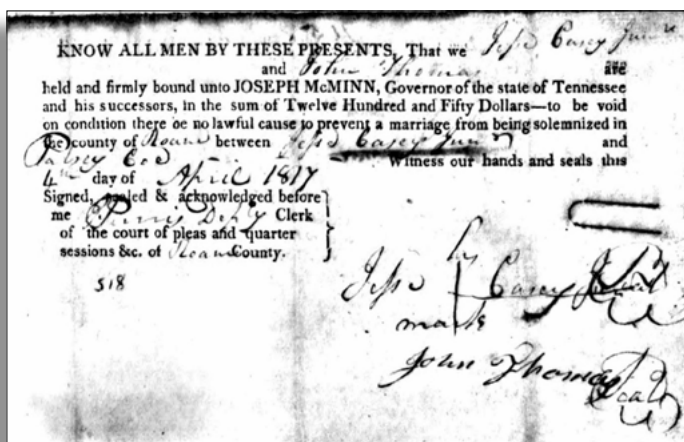 KNOW ALL MEN BY THESE PRESENTS, That we Jesse Casey Junr
and John Thomas are
held and firmly bound unto JOSEPH McMINN, Governor of the state of Tennessee
and his successors, in the sum of Twelve Hundred and Fifty Dollars—to be void
on condition there be no lawful cause to prevent a marriage from being solemnized in
the county of Roane between Jesse Casey Junr and
Patsey Witness our hands and seals this
4th day of April 1817
Signed, sealed & acknowledged before
me Clerk
of the court of pleas and quarter
sessions &c. of Roane County.
518
his
Jesse Casey Jr Seal
mark
John Thomas Seal